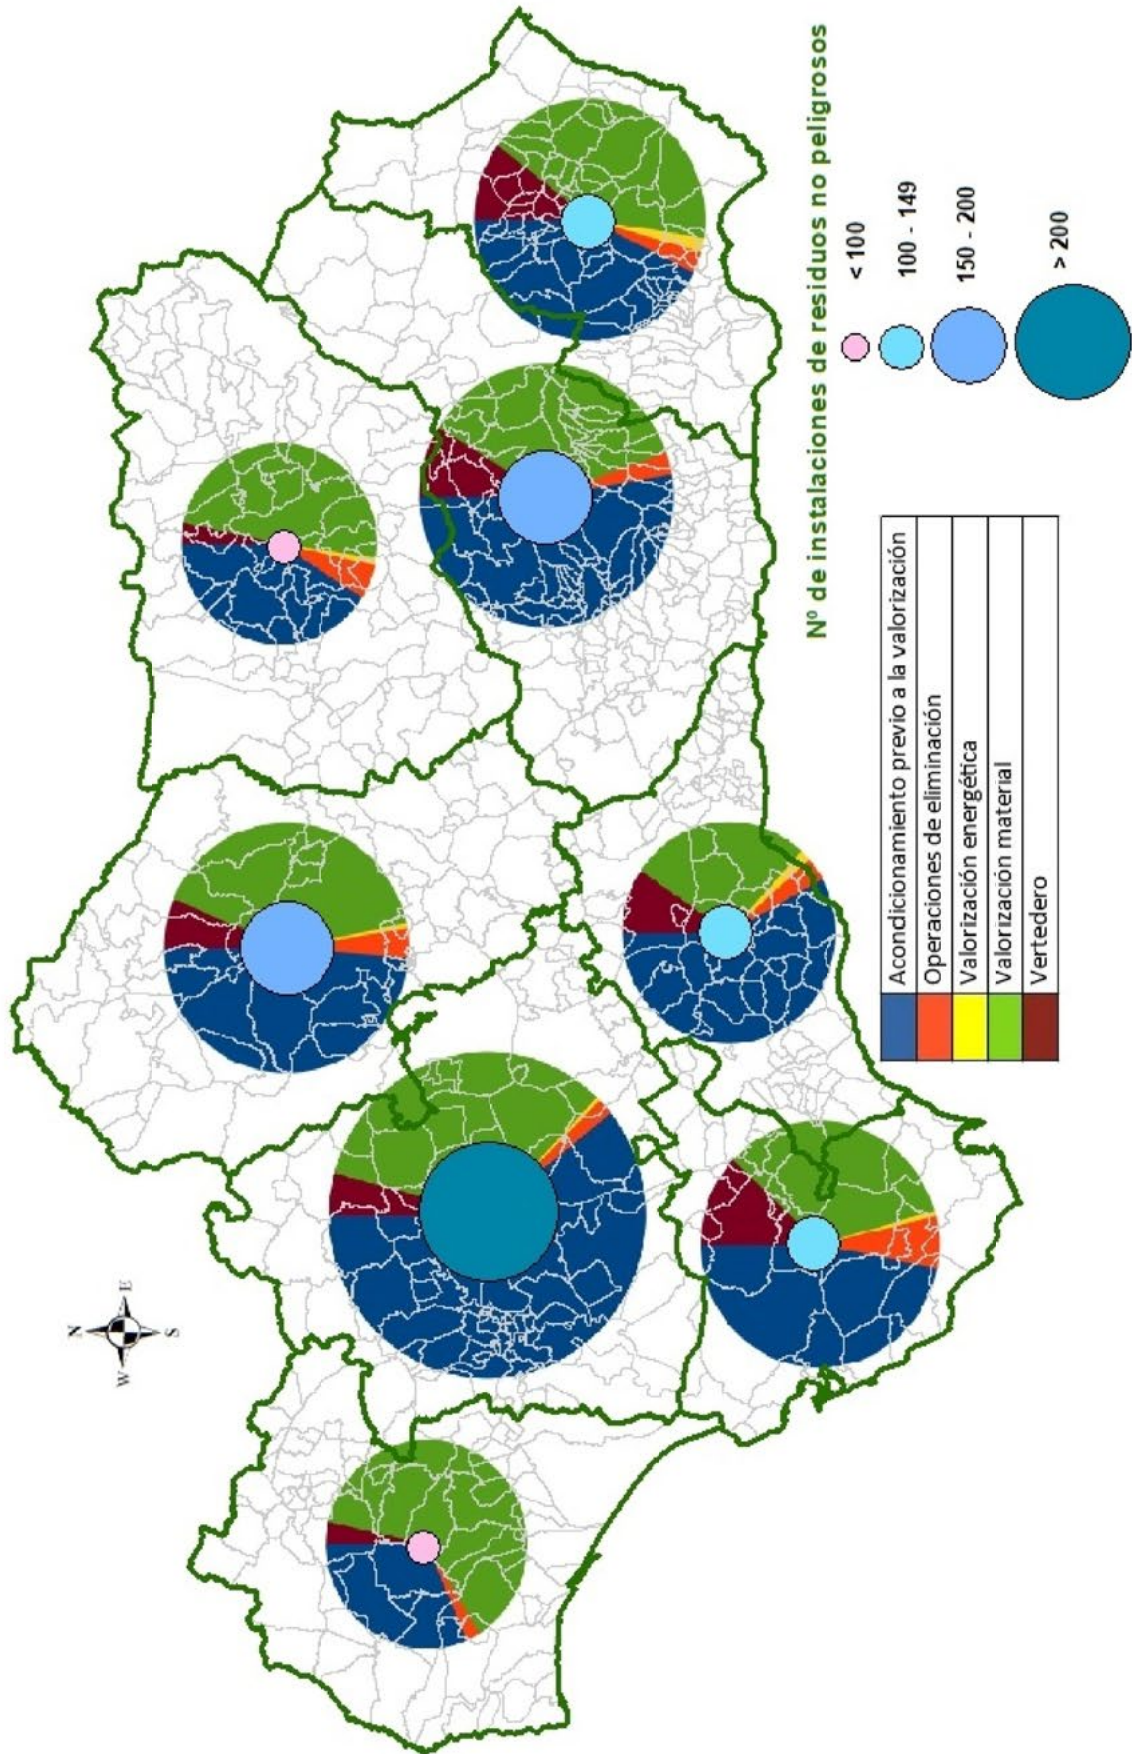 N
W
E
S
Nº de instalaciones de residuos no peligrosos
< 100
100 - 149
150 - 200
> 200
Acondicionamiento previo a la valorización
Operaciones de eliminación
Valorización energética
Valorización material
Vertedero